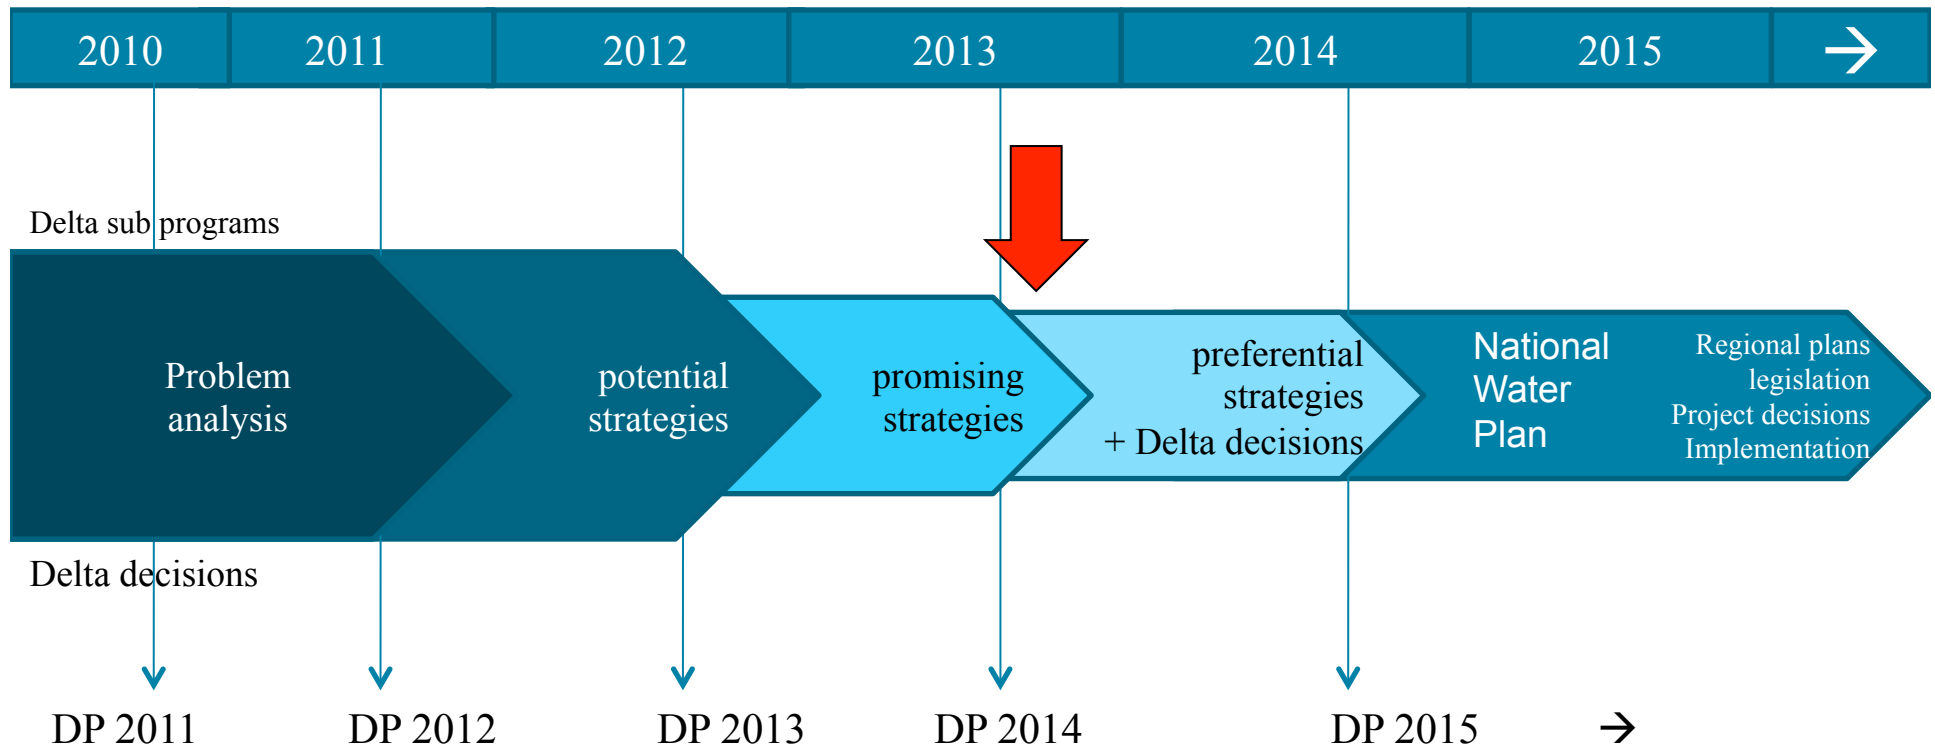 2010 2011 2012 2013 2014 2015 →
Delta sub programs
Problem
analysis
potential
strategies
promising
strategies
preferential
strategies
+ Delta decisions
National
Water
Plan
Regional plans
legislation
Project decisions
Implementation
Delta decisions
DP 2011 DP 2012 DP 2013 DP 2014 DP 2015 →